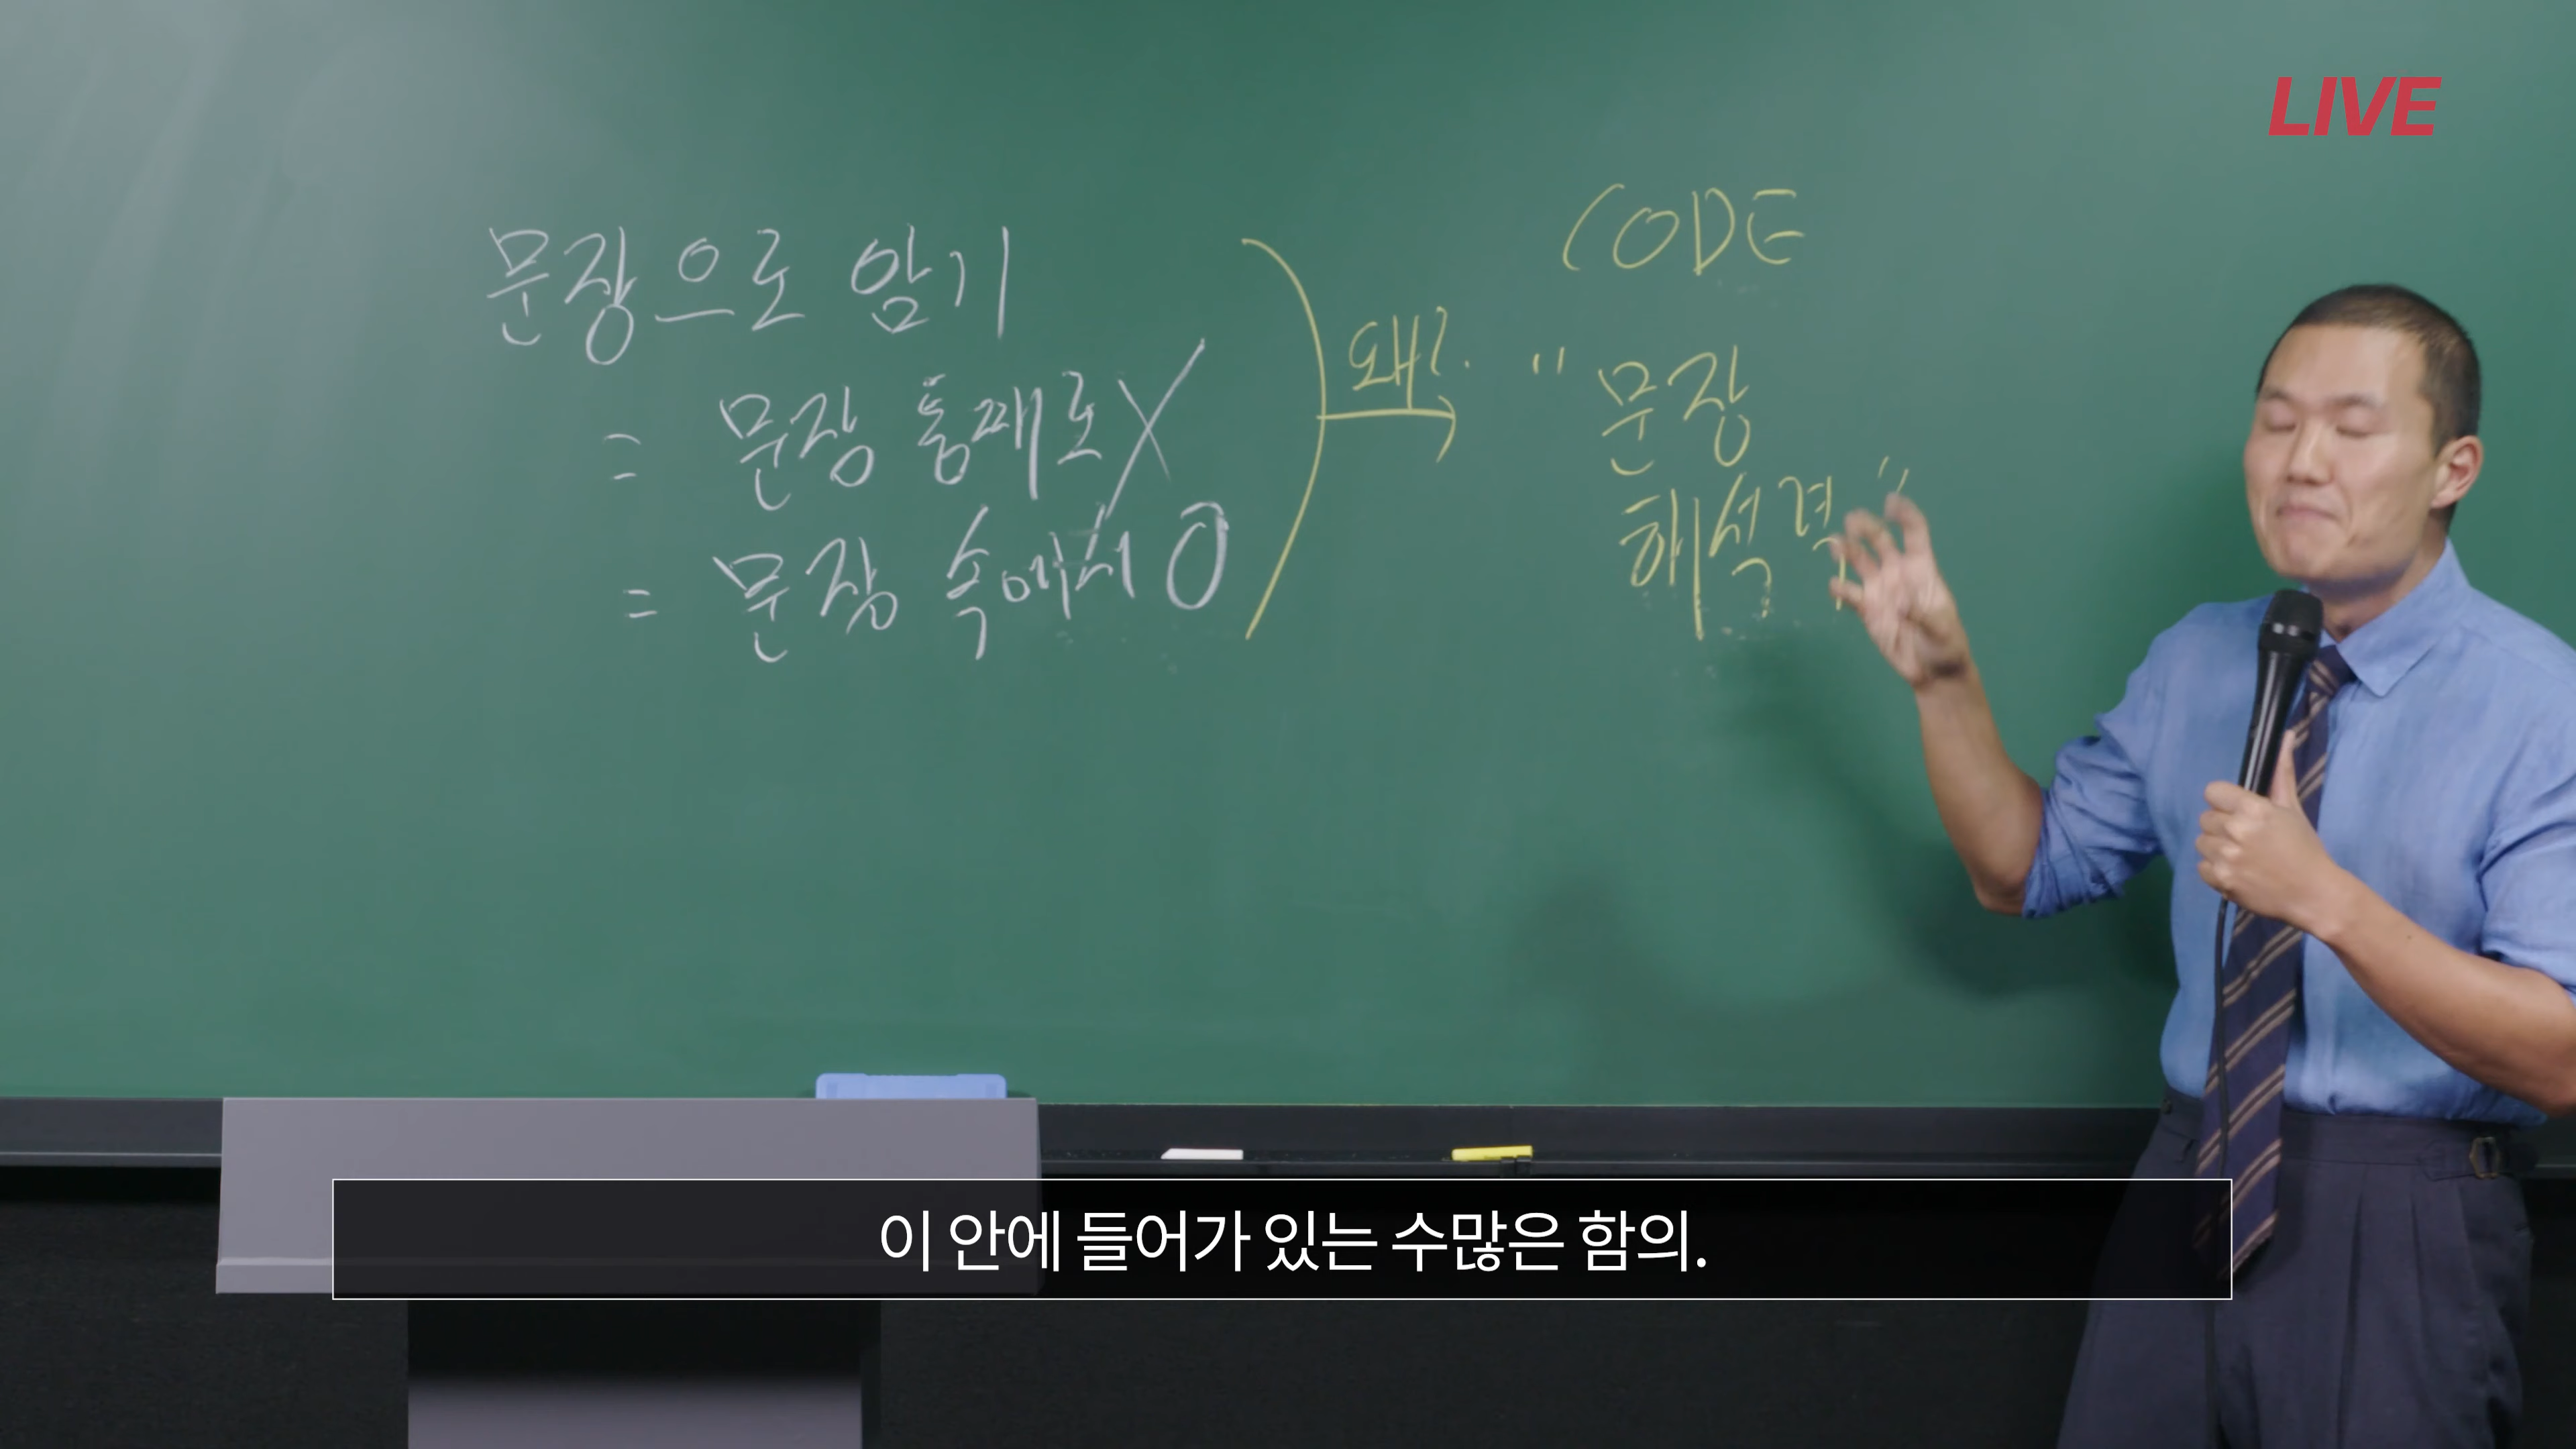 LIVE
문장으로 암기
= 문장 통째로 X
= 문장 속에서 O
왜?
CODE
"문장
해석력"
이 안에 들어가 있는 수많은 함의.